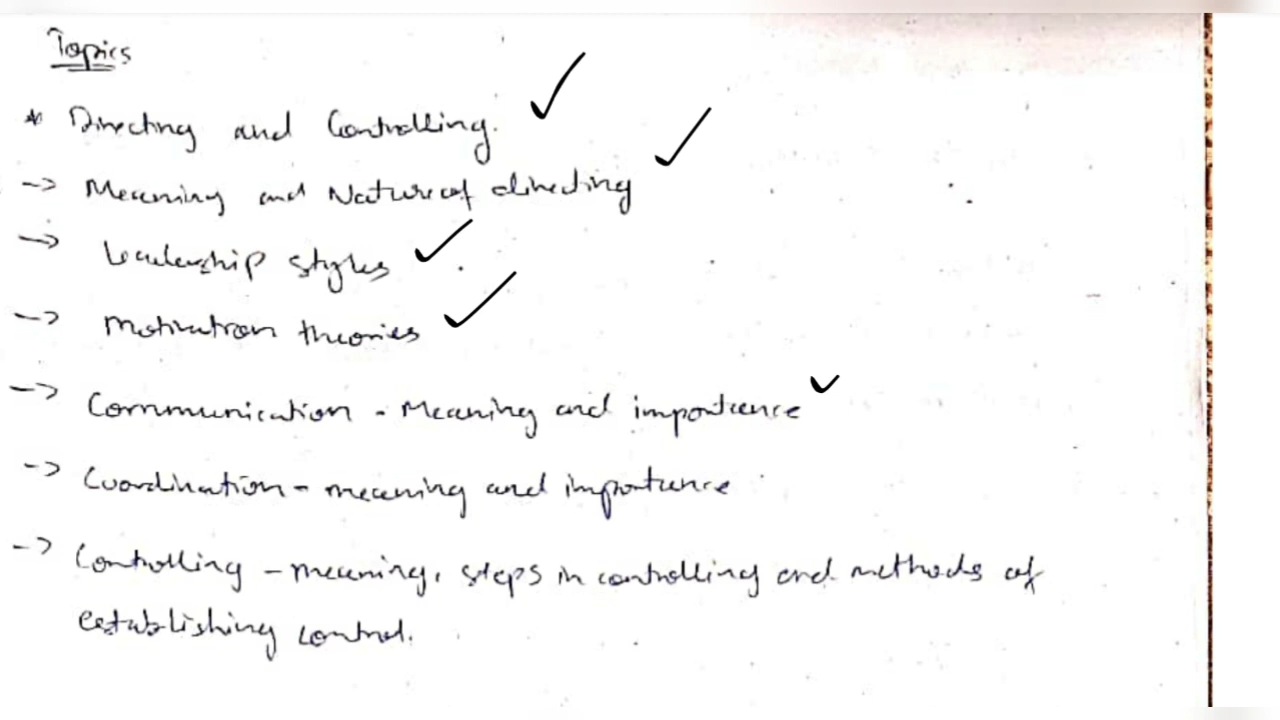 Topics
* Directing and Controlling.
-> Meaning and Nature of directing
-> Leadership styles
-> Motivation theories
-> Communication - Meaning and importance
-> Coordination - meaning and importance
-> Controlling - meaning, steps in controlling and methods of
establishing control.